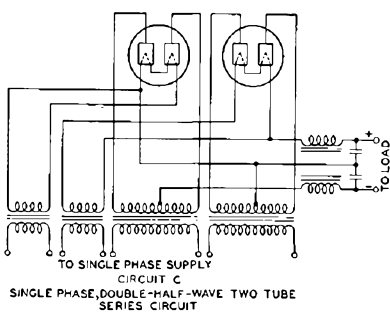 +
TO LOAD
-
TO SINGLE PHASE SUPPLY
CIRCUIT C
SINGLE PHASE, DOUBLE-HALF-WAVE TWO TUBE
SERIES CIRCUIT